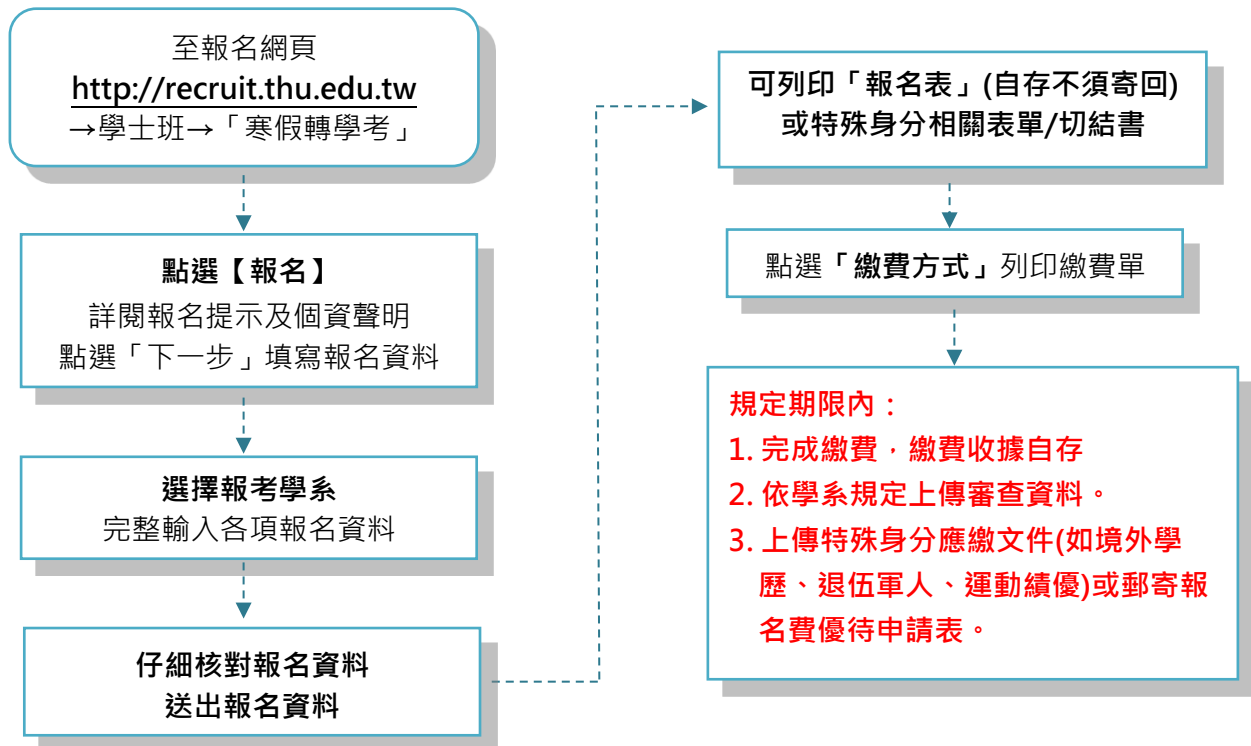 至報名網頁
http://recruit.thu.edu.tw
→學士班→「寒假轉學考」
點選【報名】
詳閱報名提示及個資聲明
點選「下一步」填寫報名資料
選擇報考學系
完整輸入各項報名資料
仔細核對報名資料
送出報名資料
可列印「報名表」(自存不須寄回)
或特殊身分相關表單/切結書
點選「繳費方式」列印繳費單
規定期限內：
1. 完成繳費，繳費收據自存
2. 依學系規定上傳審查資料。
3. 上傳特殊身分應繳文件(如境外學
歷、退伍軍人、運動績優)或郵寄報
名費優待申請表。